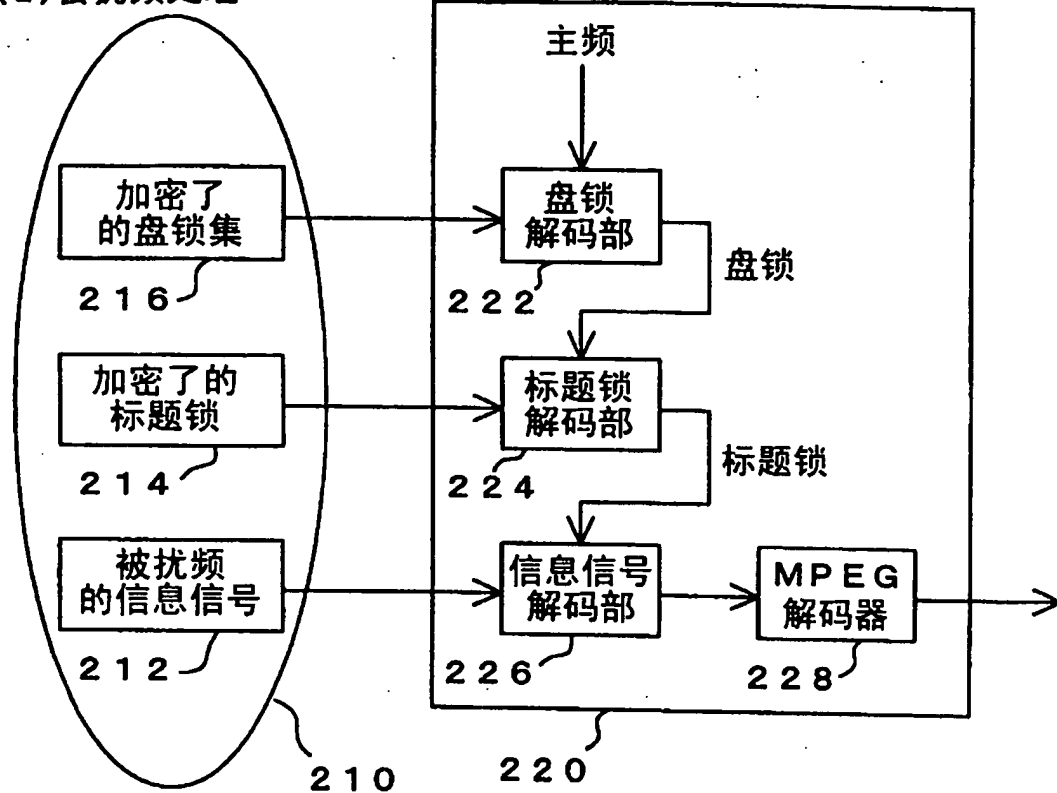 主频
加密了
的盘锁集
216
盘锁
解码部
222
盘锁
加密了的
标题锁
214
标题锁
解码部
224
标题锁
被扰频
的信息信号
212
信息信号
解码部
226
MPEG
解码器
228
210
220